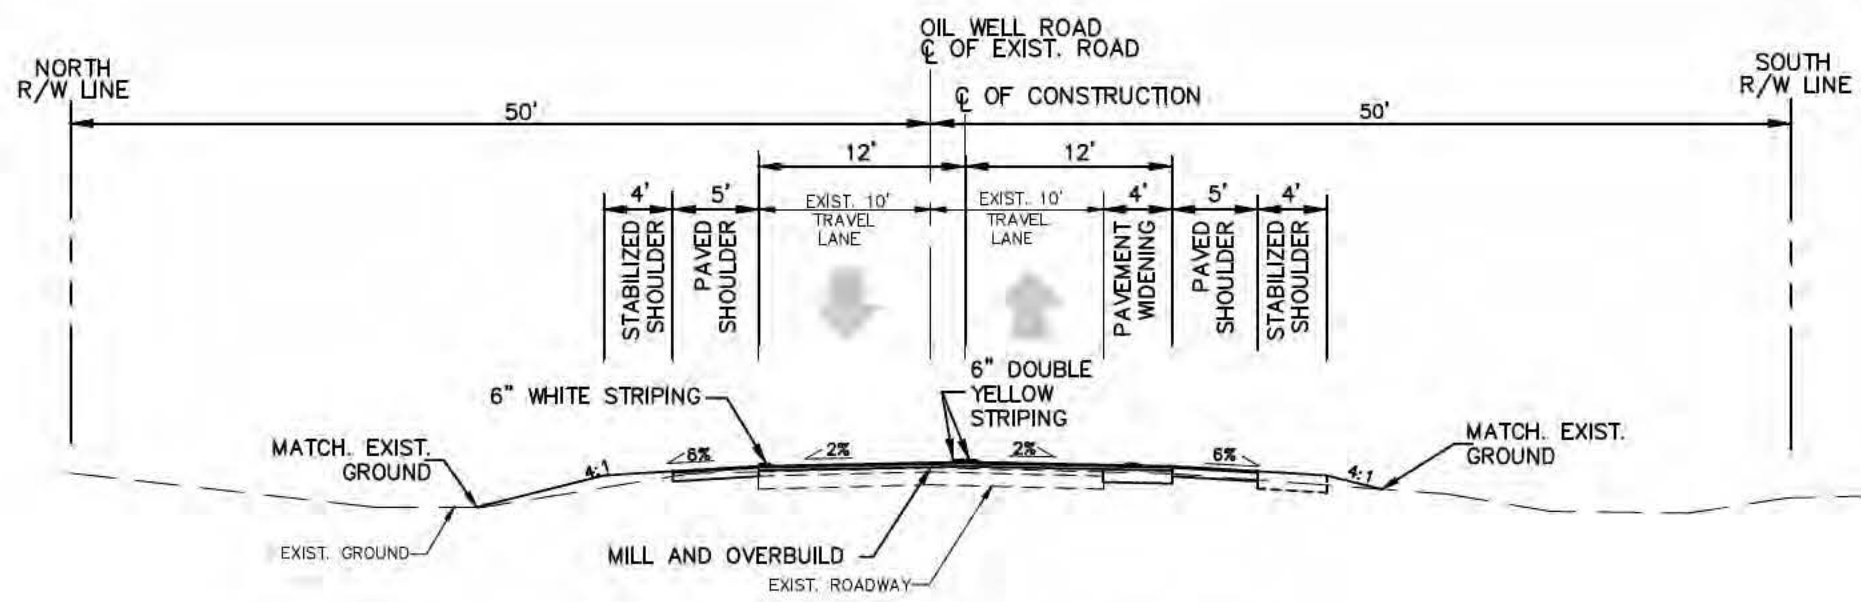 OIL WELL ROAD
℄ OF EXIST. ROAD
NORTH
R/W LINE
SOUTH
R/W LINE
℄ OF CONSTRUCTION
50'
50'
12'
12'
4'
5'
EXIST. 10'
TRAVEL
LANE
EXIST. 10'
TRAVEL
LANE
4'
5'
4'
STABILIZED
SHOULDER
PAVED
SHOULDER
PAVEMENT
WIDENING
PAVED
SHOULDER
STABILIZED
SHOULDER
6" WHITE STRIPING
6" DOUBLE
YELLOW
STRIPING
MATCH. EXIST.
GROUND
MATCH. EXIST.
GROUND
4:1
6%
2%
2%
6%
4:1
EXIST. GROUND
MILL AND OVERBUILD
EXIST. ROADWAY